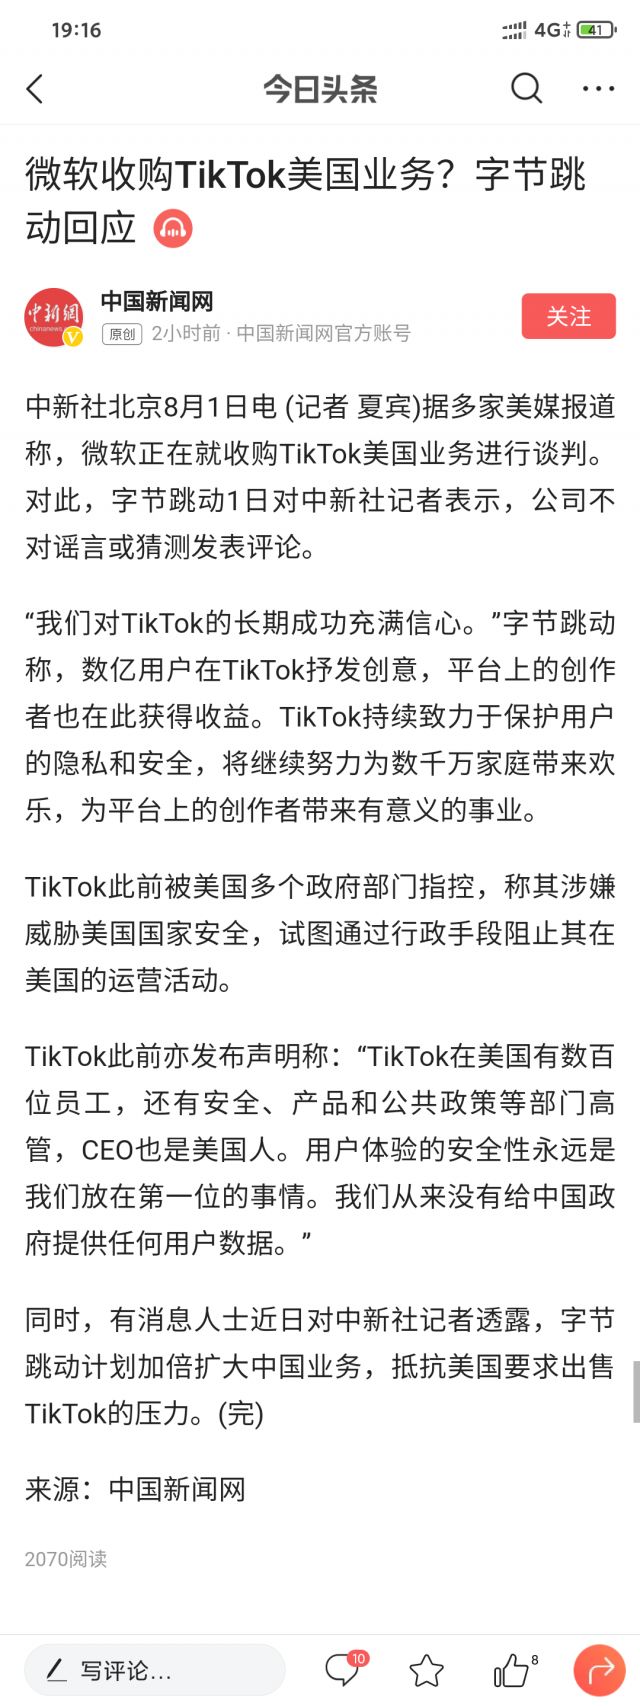 19:16
4G 41
今日头条
微软收购TikTok美国业务？字节跳
动回应
中新網
chinanews
V
中国新闻网
原创 2小时前 · 中国新闻网官方账号
关注
中新社北京8月1日电 (记者 夏宾)据多家美媒报道
称，微软正在就收购TikTok美国业务进行谈判。
对此，字节跳动1日对中新社记者表示，公司不
对谣言或猜测发表评论。
“我们对TikTok的长期成功充满信心。”字节跳动
称，数亿用户在TikTok抒发创意，平台上的创作
者也在此获得收益。TikTok持续致力于保护用户
的隐私和安全，将继续努力为数千万家庭带来欢
乐，为平台上的创作者带来有意义的事业。
TikTok此前被美国多个政府部门指控，称其涉嫌
威胁美国国家安全，试图通过行政手段阻止其在
美国的运营活动。
TikTok此前亦发布声明称：“TikTok在美国有数百
位员工，还有安全、产品和公共政策等部门高
管，CEO也是美国人。用户体验的安全性永远是
我们放在第一位的事情。我们从来没有给中国政
府提供任何用户数据。”
同时，有消息人士近日对中新社记者透露，字节
跳动计划加倍扩大中国业务，抵抗美国要求出售
TikTok的压力。(完)
来源：中国新闻网
2070阅读
写评论... 10 8